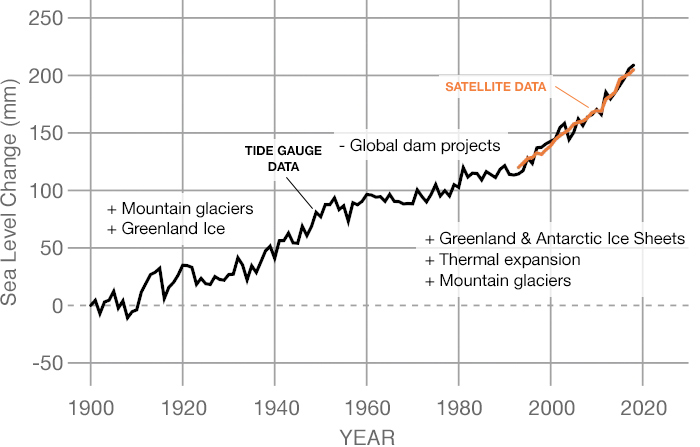 250
200
150
100
50
0
-50
Sea Level Change (mm)
SATELLITE DATA
- Global dam projects
TIDE GAUGE
DATA
+ Mountain glaciers
+ Greenland Ice
+ Greenland & Antarctic Ice Sheets
+ Thermal expansion
+ Mountain glaciers
1900 1920 1940 1960 1980 2000 2020
YEAR